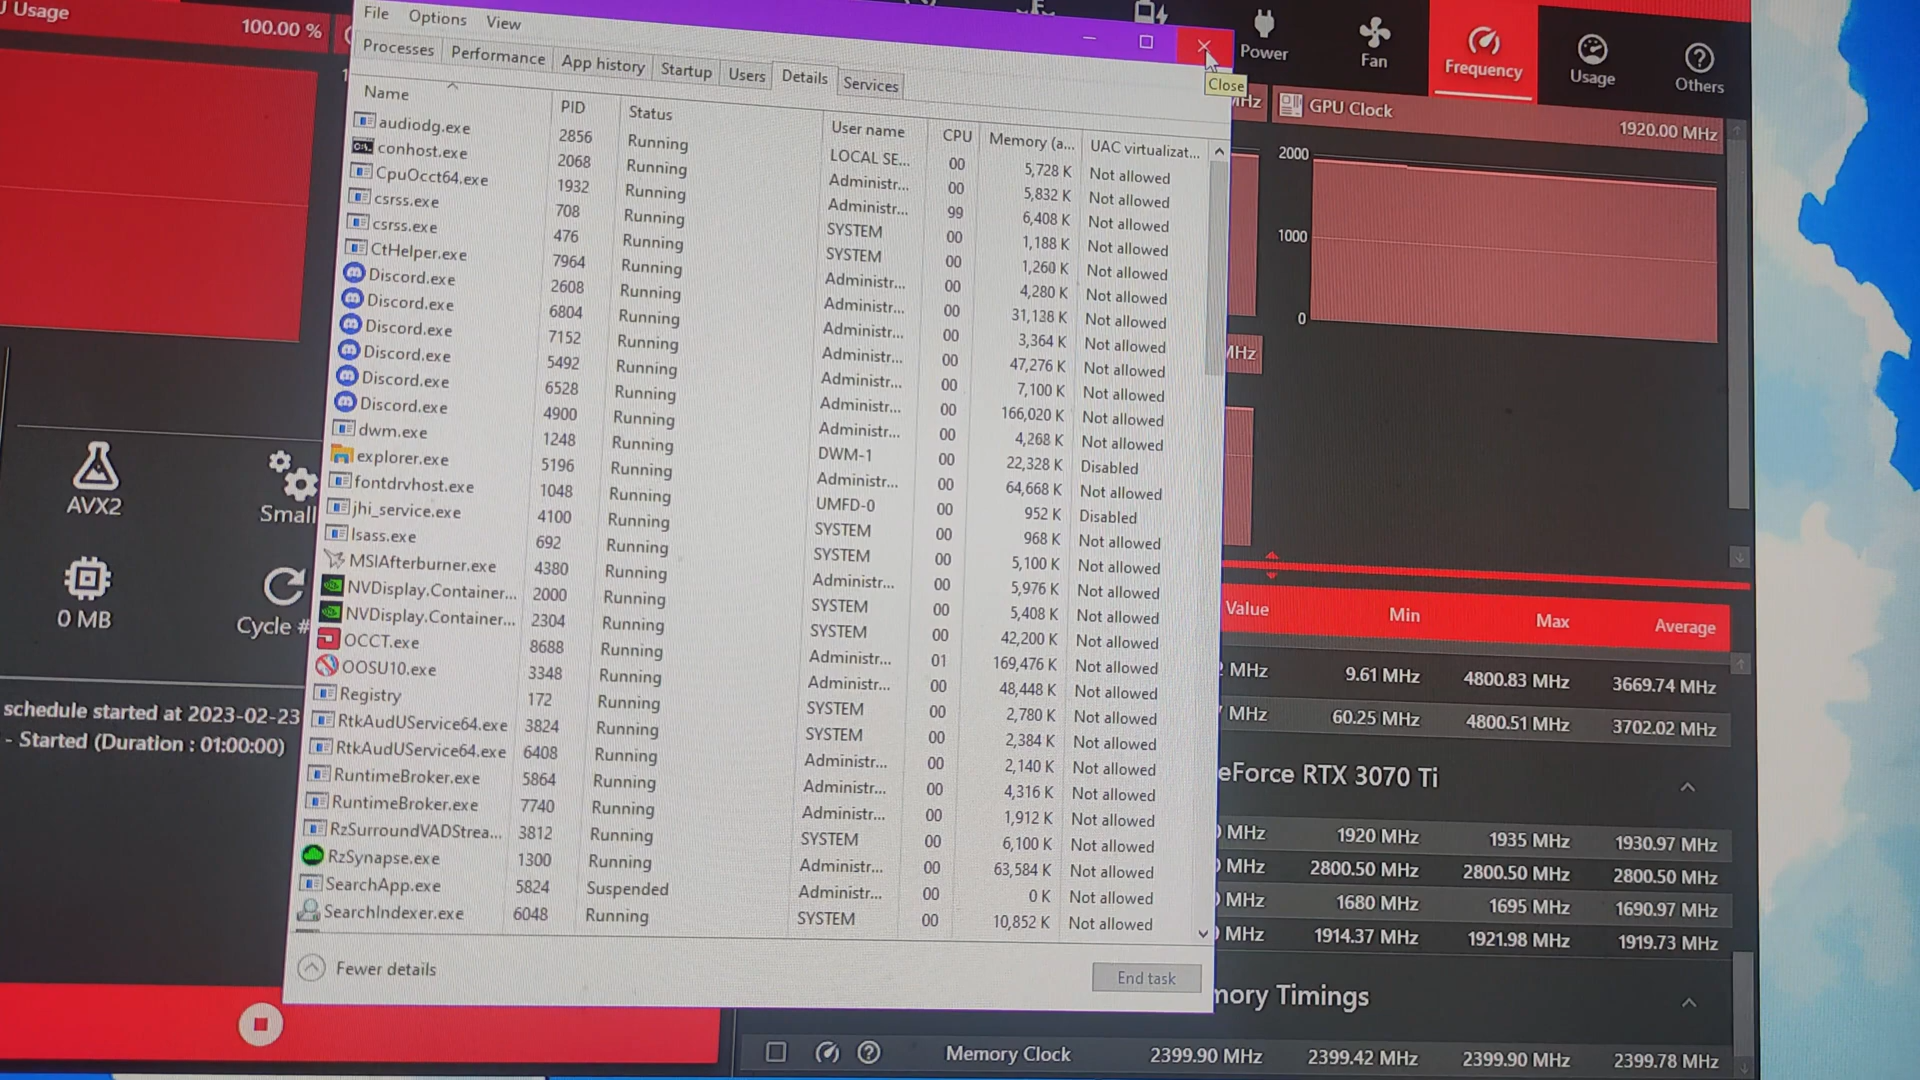 J Usage
100.00 %
File Options View
Processes Performance App history Startup Users Details Services
Close
Power
Fan
Frequency
Usage
Others
GPU Clock
1920.00 MHz
2000
1000
0
Name PID Status User name CPU Memory (a... UAC virtualizat...
audiodg.exe 2856 Running LOCAL SE... 00 5,728 K Not allowed
conhost.exe 2068 Running Administr... 00 5,832 K Not allowed
CpuOcct64.exe 1932 Running Administr... 99 6,408 K Not allowed
csrss.exe 708 Running SYSTEM 00 1,188 K Not allowed
csrss.exe 476 Running SYSTEM 00 1,260 K Not allowed
CtHelper.exe 7964 Running Administr... 00 4,280 K Not allowed
Discord.exe 2608 Running Administr... 00 31,128 K Not allowed
Discord.exe 6804 Running Administr... 00 3,364 K Not allowed
Discord.exe 7152 Running Administr... 00 47,276 K Not allowed
Discord.exe 5492 Running Administr... 00 7,100 K Not allowed
Discord.exe 6528 Running Administr... 00 166,020 K Not allowed
Discord.exe 4900 Running Administr... 00 4,268 K Not allowed
dwm.exe 1248 Running DWM-1 00 22,328 K Disabled
explorer.exe 5196 Running Administr... 00 64,668 K Not allowed
fontdrvhost.exe 1048 Running UMFD-0 00 952 K Disabled
jhi_service.exe 4100 Running SYSTEM 00 968 K Not allowed
lsass.exe 692 Running SYSTEM 00 5,100 K Not allowed
MSIAfterburner.exe 4380 Running Administr... 00 5,976 K Not allowed
NVDisplay.Container... 2000 Running SYSTEM 00 5,408 K Not allowed
NVDisplay.Container... 2304 Running SYSTEM 00 42,200 K Not allowed
OCCT.exe 8688 Running Administr... 01 169,476 K Not allowed
OOSU10.exe 3348 Running Administr... 00 48,448 K Not allowed
Registry 172 Running SYSTEM 00 2,780 K Not allowed
RtkAudUService64.exe 3824 Running SYSTEM 00 2,384 K Not allowed
RtkAudUService64.exe 6408 Running Administr... 00 2,140 K Not allowed
RuntimeBroker.exe 5864 Running Administr... 00 4,316 K Not allowed
RuntimeBroker.exe 7740 Running Administr... 00 1,912 K Not allowed
RzSurroundVADStrea... 3812 Running SYSTEM 00 6,100 K Not allowed
RzSynapse.exe 1300 Running Administr... 00 63,584 K Not allowed
SearchApp.exe 5824 Suspended Administr... 00 0 K Not allowed
SearchIndexer.exe 6048 Running SYSTEM 00 10,852 K Not allowed
Fewer details
End task
AVX2
Small
0 MB
Cycle #
schedule started at 2023-02-23
- Started (Duration : 01:00:00)
MHz
MHz
Value Min Max Average
MHz 9.61 MHz 4800.83 MHz 3669.74 MHz
MHz 60.25 MHz 4800.51 MHz 3702.02 MHz
eForce RTX 3070 Ti
MHz 1920 MHz 1935 MHz 1930.97 MHz
MHz 2800.50 MHz 2800.50 MHz 2800.50 MHz
MHz 1680 MHz 1695 MHz 1690.97 MHz
MHz 1914.37 MHz 1921.98 MHz 1919.73 MHz
mory Timings
Memory Clock 2399.90 MHz 2399.42 MHz 2399.90 MHz 2399.78 MHz